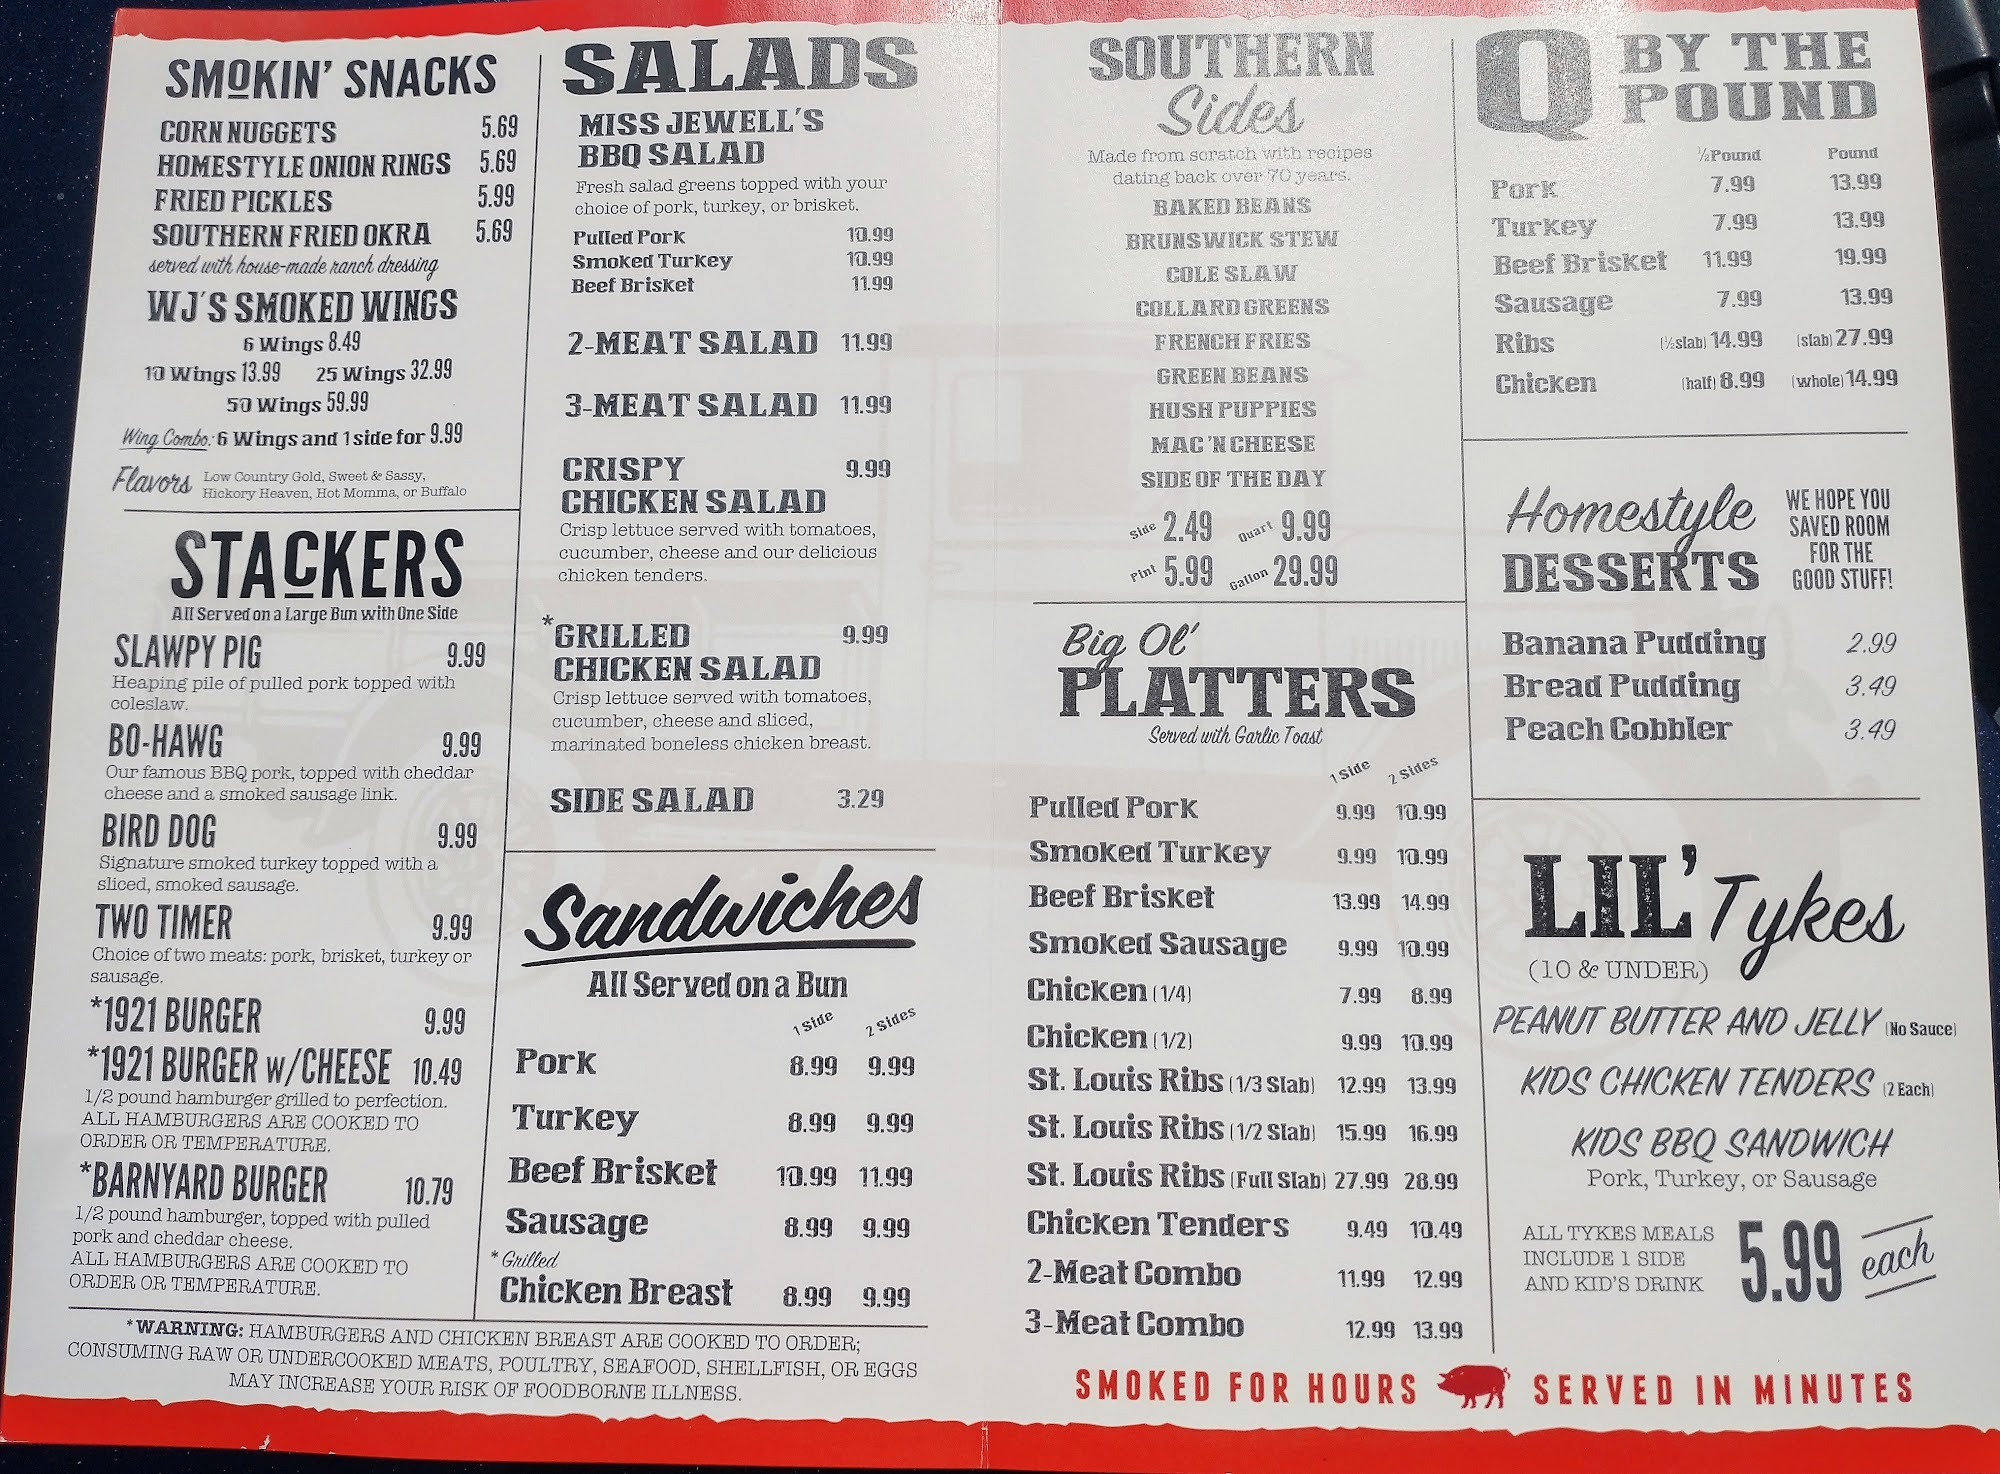 SMOKIN' SNACKS
CORN NUGGETS 5.69
HOMESTYLE ONION RINGS 5.69
FRIED PICKLES 5.99
SOUTHERN FRIED OKRA 5.69
served with house-made ranch dressing
WJ'S SMOKED WINGS
6 Wings 8.49
10 Wings 13.99 25 Wings 32.99
50 Wings 59.99
Wing Combo: 6 Wings and 1 side for 9.99
Flavors Low Country Gold, Sweet & Sassy,
Hickory Heaven, Hot Momma, or Buffalo
STACKERS
All Served on a Large Bun with One Side
SLAWPY PIG 9.99
Heaping pile of pulled pork topped with
coleslaw.
BO-HAWG 9.99
Our famous BBQ pork, topped with cheddar
cheese and a smoked sausage link.
BIRD DOG 9.99
Signature smoked turkey topped with a
sliced, smoked sausage.
TWO TIMER 9.99
Choice of two meats: pork, brisket, turkey or
sausage.
*1921 BURGER 9.99
*1921 BURGER W/CHEESE 10.49
1/2 pound hamburger grilled to perfection.
ALL HAMBURGERS ARE COOKED TO
ORDER OR TEMPERATURE.
*BARNYARD BURGER 10.79
1/2 pound hamburger, topped with pulled
pork and cheddar cheese.
ALL HAMBURGERS ARE COOKED TO
ORDER OR TEMPERATURE.
SALADS
MISS JEWELL'S
BBQ SALAD
Fresh salad greens topped with your
choice of pork, turkey, or brisket.
Pulled Pork 10.99
Smoked Turkey 10.99
Beef Brisket 11.99
2-MEAT SALAD 11.99
3-MEAT SALAD 11.99
CRISPY 9.99
CHICKEN SALAD
Crisp lettuce served with tomatoes,
cucumber, cheese and our delicious
chicken tenders.
*GRILLED 9.99
CHICKEN SALAD
Crisp lettuce served with tomatoes,
cucumber, cheese and sliced,
marinated boneless chicken breast.
SIDE SALAD 3.29
Sandwiches
All Served on a Bun
1 Side 2 Sides
Pork 8.99 9.99
Turkey 8.99 9.99
Beef Brisket 10.99 11.99
Sausage 8.99 9.99
*Grilled
Chicken Breast 8.99 9.99
*WARNING: HAMBURGERS AND CHICKEN BREAST ARE COOKED TO ORDER;
CONSUMING RAW OR UNDERCOOKED MEATS, POULTRY, SEAFOOD, SHELLFISH, OR EGGS
MAY INCREASE YOUR RISK OF FOODBORNE ILLNESS.
SOUTHERN
Sides
Made from scratch with recipes
dating back over 70 years.
BAKED BEANS
BRUNSWICK STEW
COLE SLAW
COLLARD GREENS
FRENCH FRIES
GREEN BEANS
HUSH PUPPIES
MAC 'N CHEESE
SIDE OF THE DAY
Side 2.49 Quart 9.99
Pint 5.99 Gallon 29.99
Big Ol'
PLATTERS
Served with Garlic Toast
1 Side 2 Sides
Pulled Pork 9.99 10.99
Smoked Turkey 9.99 10.99
Beef Brisket 13.99 14.99
Smoked Sausage 9.99 10.99
Chicken (1/4) 7.99 8.99
Chicken (1/2) 9.99 10.99
St. Louis Ribs (1/3 Slab) 12.99 13.99
St. Louis Ribs (1/2 Slab) 15.99 16.99
St. Louis Ribs (Full Slab) 27.99 28.99
Chicken Tenders 9.49 10.49
2-Meat Combo 11.99 12.99
3-Meat Combo 12.99 13.99
Q BY THE
POUND
½ Pound Pound
Pork 7.99 13.99
Turkey 7.99 13.99
Beef Brisket 11.99 19.99
Sausage 7.99 13.99
Ribs (½ slab) 14.99 (slab) 27.99
Chicken (half) 8.99 (whole) 14.99
Homestyle
DESSERTS
WE HOPE YOU
SAVED ROOM
FOR THE
GOOD STUFF!
Banana Pudding 2.99
Bread Pudding 3.49
Peach Cobbler 3.49
LIL' Tykes
(10 & UNDER)
PEANUT BUTTER AND JELLY (No Sauce)
KIDS CHICKEN TENDERS (2 Each)
KIDS BBQ SANDWICH
Pork, Turkey, or Sausage
ALL TYKES MEALS
INCLUDE 1 SIDE
AND KID'S DRINK
5.99 each
SMOKED FOR HOURS SERVED IN MINUTES